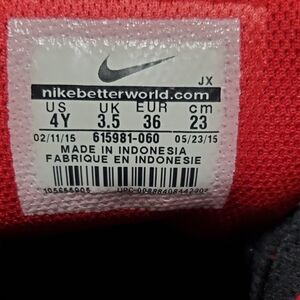 JX
nikebetterworld.com
US UK EUR cm
4Y 3.5 36 23
02/11/15 615981-060 05/23/15
MADE IN INDONESIA
FABRIQUE EN INDONESIE